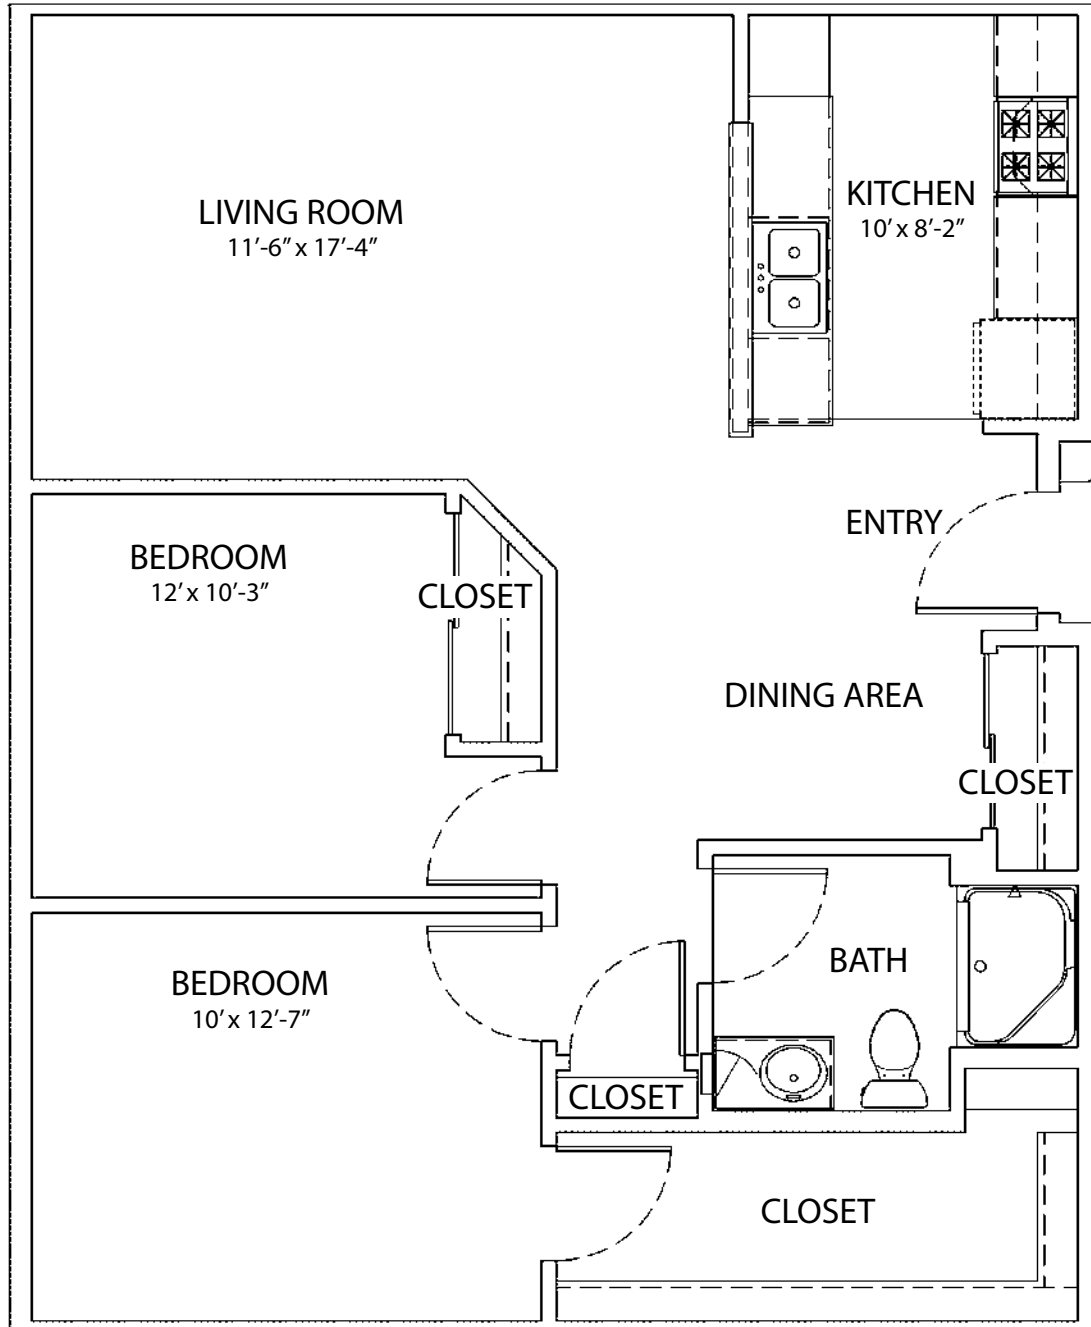 LIVING ROOM
11′-6″ x 17′-4″
KITCHEN
10′ x 8′-2″
ENTRY
BEDROOM
12′ x 10′-3″
CLOSET
DINING AREA
CLOSET
BATH
BEDROOM
10′ x 12′-7″
CLOSET
CLOSET